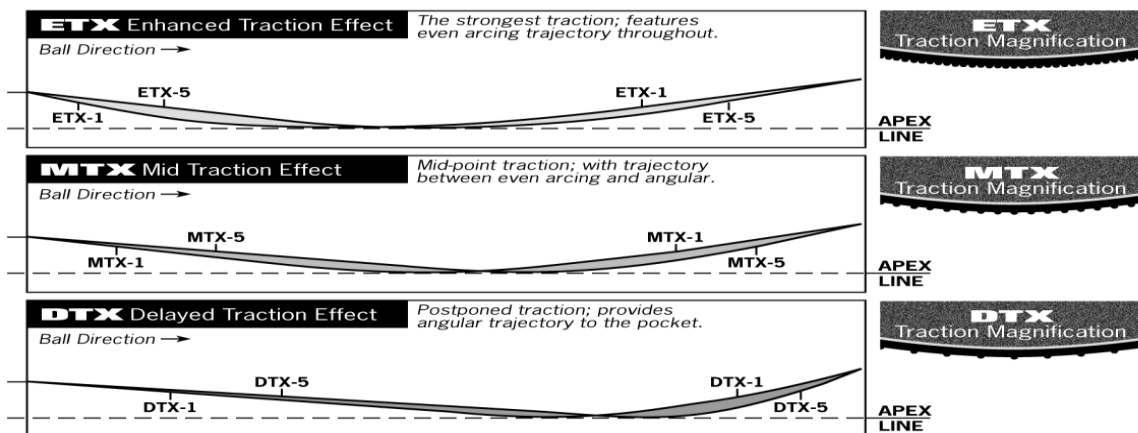 ETX Enhanced Traction Effect
The strongest traction; features
even arcing trajectory throughout.
Ball Direction →
ETX-5
ETX-1
ETX-1
ETX-5
ETX
Traction Magnification
APEX
LINE
MTX Mid Traction Effect
Mid-point traction; with trajectory
between even arcing and angular.
Ball Direction →
MTX-5
MTX-1
MTX-1
MTX-5
MTX
Traction Magnification
APEX
LINE
DTX Delayed Traction Effect
Postponed traction; provides
angular trajectory to the pocket.
Ball Direction →
DTX-5
DTX-1
DTX-1
DTX-5
DTX
Traction Magnification
APEX
LINE